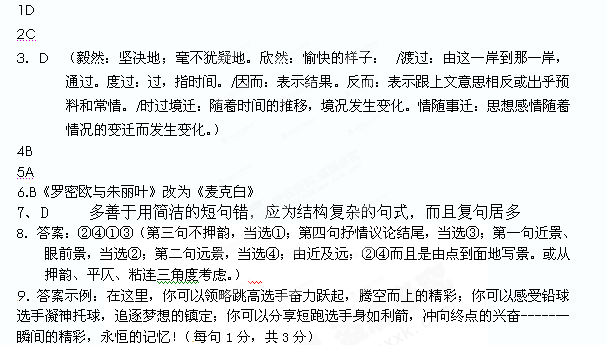 1D
2C
3. D （毅然：坚决地；毫不犹疑地。欣然：愉快的样子： /渡过：由这一岸到那一岸，
通过。度过：过，指时间。/因而：表示结果。反而：表示跟上文意思相反或出乎预
料和常情。/时过境迁：随着时间的推移，境况发生变化。情随事迁：思想感情随着
情况的变迁而发生变化。）
4B
5A
6.B《罗密欧与朱丽叶》改为《麦克白》
7、D 多善于用简洁的短句错，应为结构复杂的句式，而且复句居多
8. 答案：②④①③（第三句不押韵，当选①；第四句抒情议论结尾，当选③；第一句近景、
眼前景，当选②；第二句远景，当选④；由近及远；②④而且是由点到面地写景。或从
押韵、平仄、粘连三角度考虑。）
9. 答案示例：在这里，你可以领略跳高选手奋力跃起，腾空而上的精彩；你可以感受铅球
选手凝神托球，追逐梦想的镇定；你可以分享短跑选手身如利箭，冲向终点的兴奋-------一
瞬间的精彩，永恒的记忆！（每句 1 分，共 3 分）